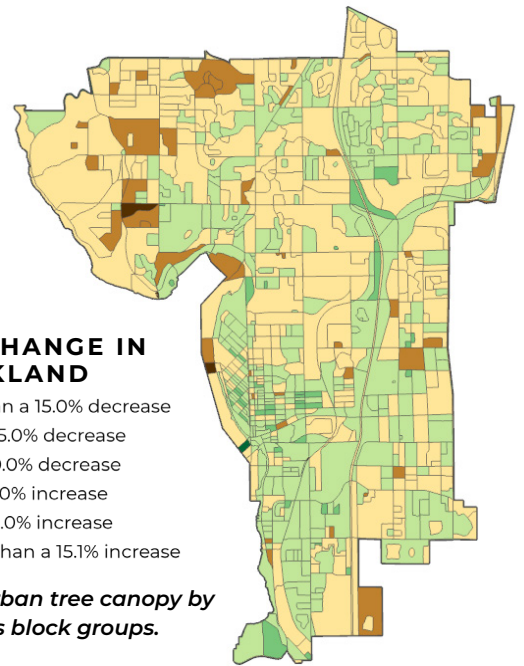 HANGE IN
KLAND
n a 15.0% decrease
5.0% decrease
.0% decrease
0% increase
.0% increase
han a 15.1% increase
ban tree canopy by
s block groups.